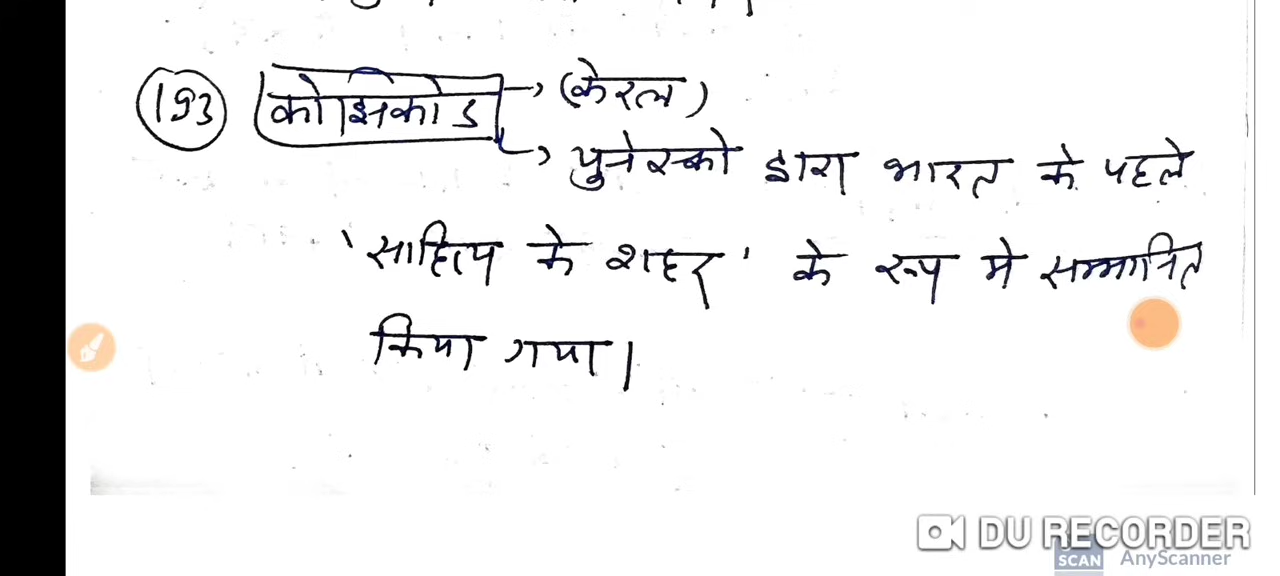 193 कोझिकोड → (केरल)
→ युनेस्को द्वारा भारत के पहले
'साहित्य के शहर' के रूप मे सम्मानित
किया गया।
DU RECORDER
SCAN AnyScanner